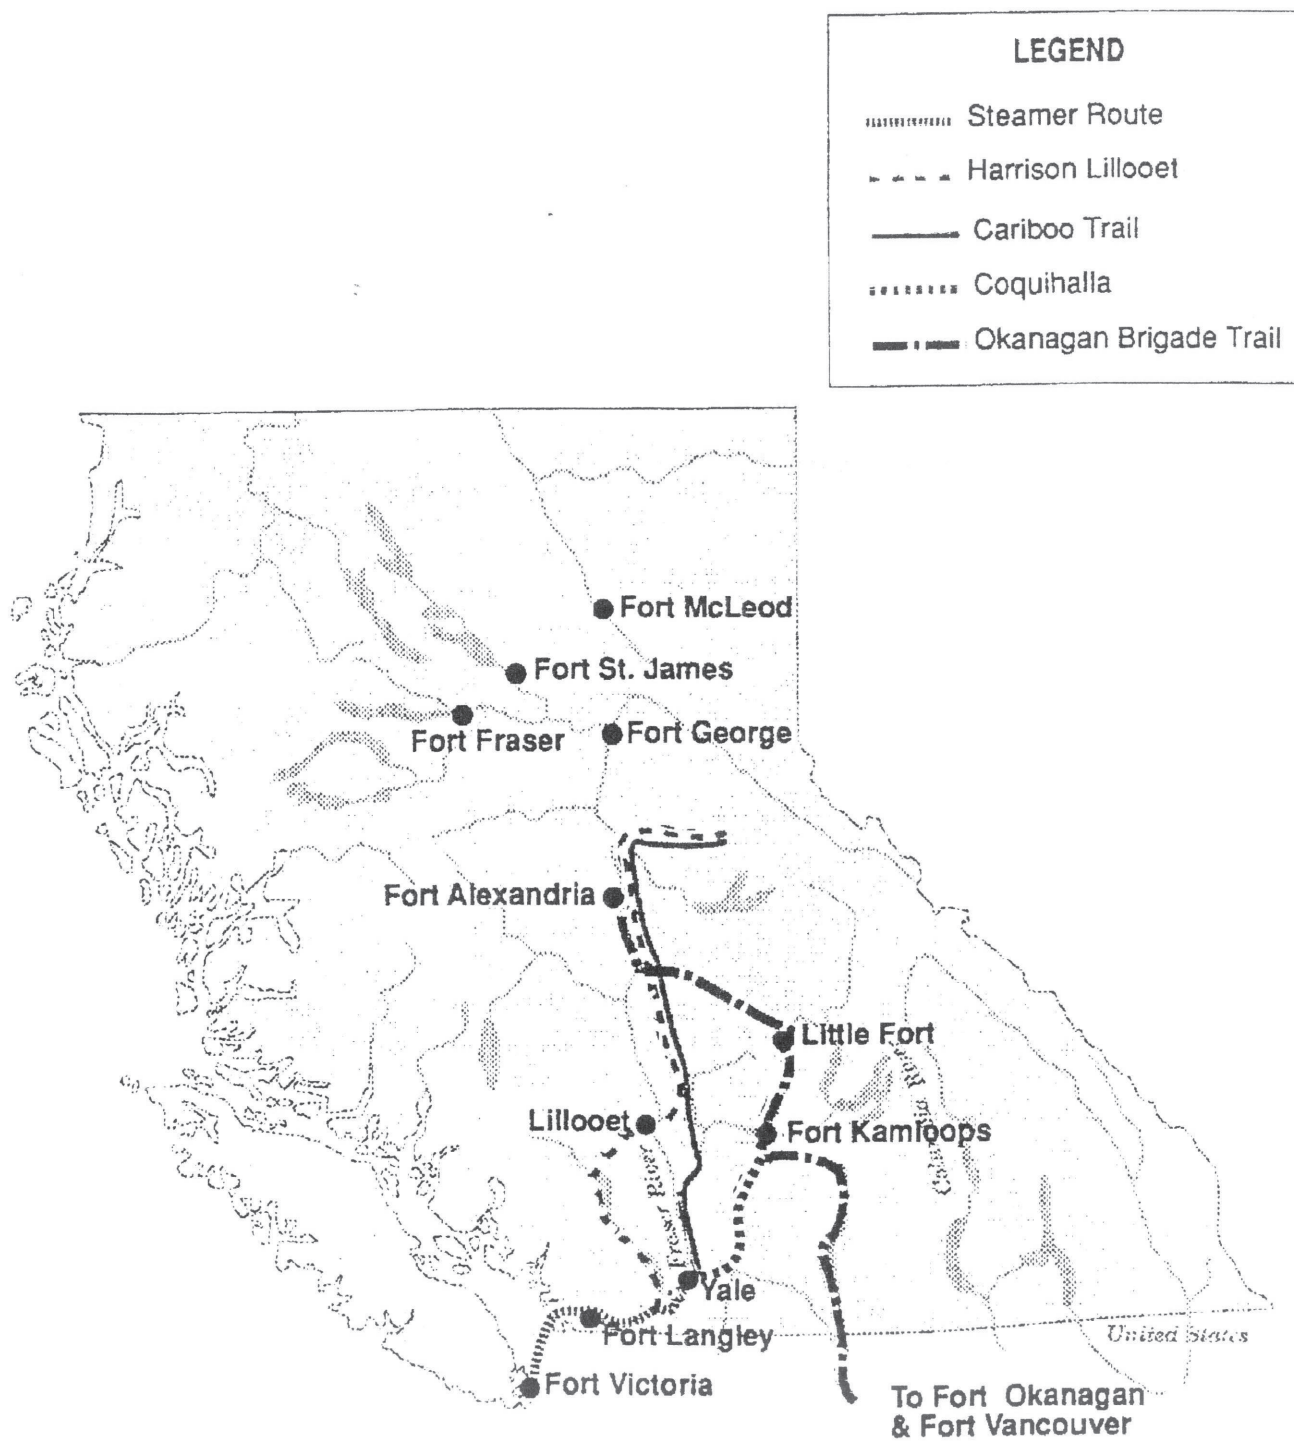 LEGEND
Steamer Route
Harrison Lillooet
Cariboo Trail
Coquihalla
Okanagan Brigade Trail
Fort McLeod
Fort St. James
Fort Fraser
Fort George
Fort Alexandria
Little Fort
Lillooet
Fort Kamloops
Columbia River
Fraser River
Yale
Fort Langley
United States
Fort Victoria
To Fort Okanagan
& Fort Vancouver